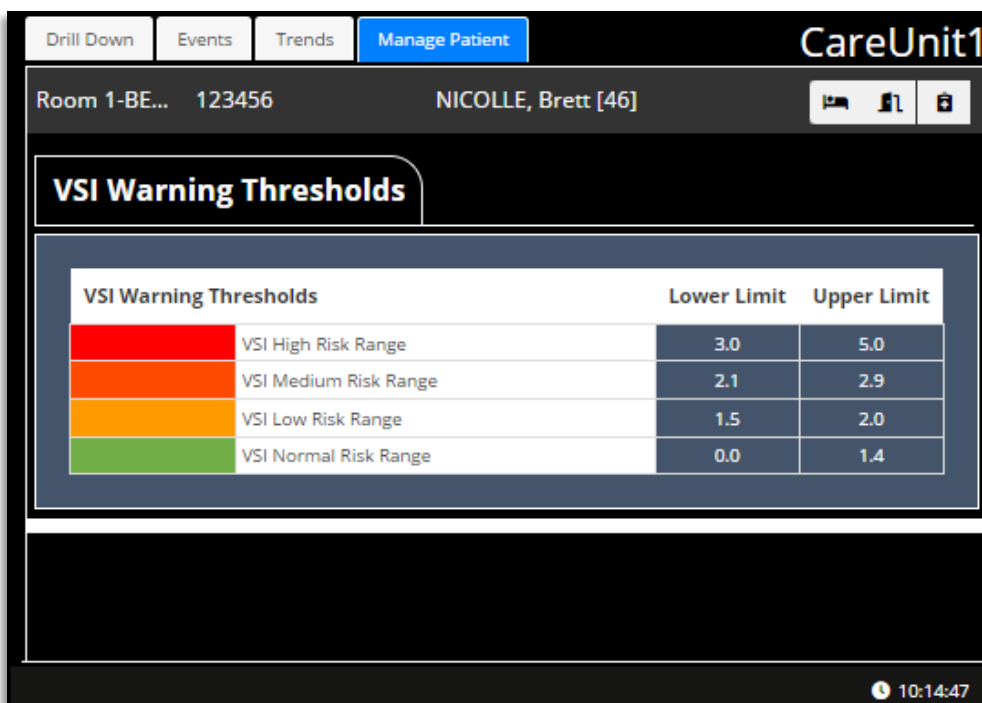 Drill Down Events Trends Manage Patient CareUnit1
Room 1-BE... 123456 NICOLLE, Brett [46]
VSI Warning Thresholds
VSI Warning Thresholds Lower Limit Upper Limit
VSI High Risk Range 3.0 5.0
VSI Medium Risk Range 2.1 2.9
VSI Low Risk Range 1.5 2.0
VSI Normal Risk Range 0.0 1.4
10:14:47